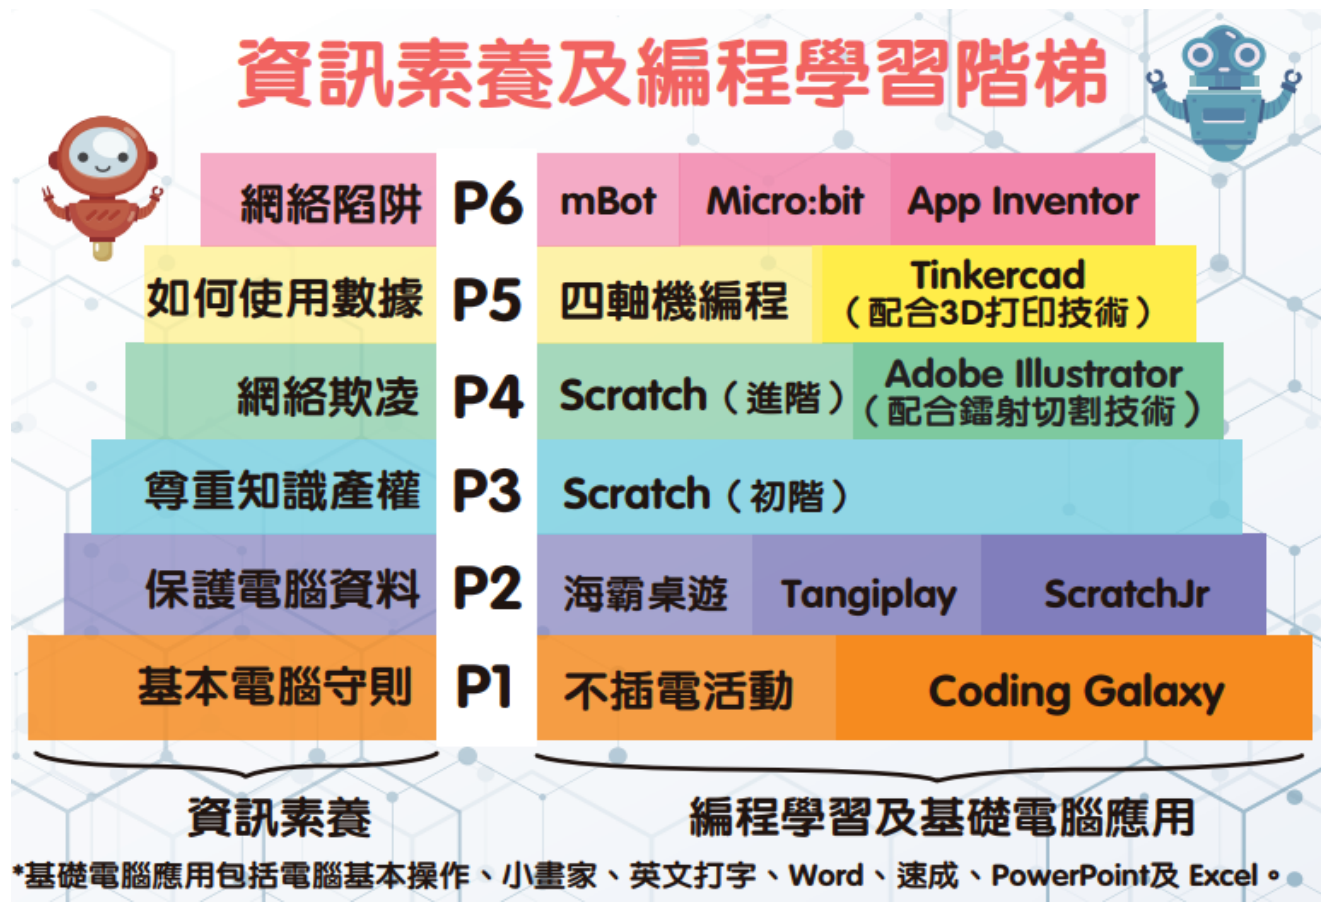 資訊素養及編程學習階梯
網絡陷阱 P6 mBot Micro:bit App Inventor
如何使用數據 P5 四軸機編程 Tinkercad
（配合3D打印技術）
網絡欺凌 P4 Scratch（進階） Adobe Illustrator
（配合鐳射切割技術）
尊重知識產權 P3 Scratch（初階）
保護電腦資料 P2 海霸桌遊 Tangiplay ScratchJr
基本電腦守則 P1 不插電活動 Coding Galaxy
資訊素養 編程學習及基礎電腦應用
*基礎電腦應用包括電腦基本操作、小畫家、英文打字、Word、速成、PowerPoint及 Excel。